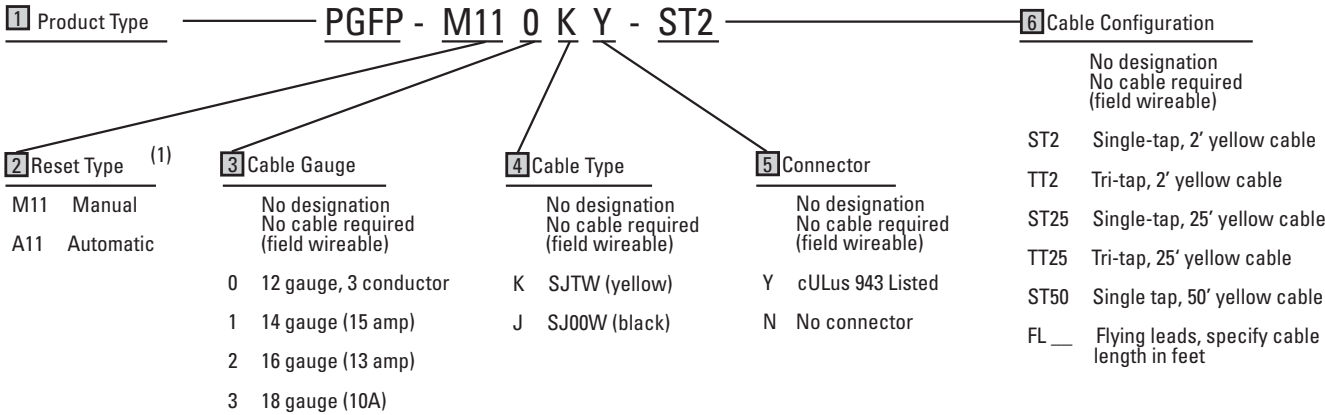 1 Product Type
PGFP - M11 0 K Y - ST2
6 Cable Configuration
No designation
No cable required
(field wireable)
ST2 Single-tap, 2′ yellow cable
TT2 Tri-tap, 2′ yellow cable
ST25 Single-tap, 25′ yellow cable
TT25 Tri-tap, 25′ yellow cable
ST50 Single tap, 50′ yellow cable
FL __ Flying leads, specify cable
length in feet
2 Reset Type (1)
M11 Manual
A11 Automatic
3 Cable Gauge
No designation
No cable required
(field wireable)
0 12 gauge, 3 conductor
1 14 gauge (15 amp)
2 16 gauge (13 amp)
3 18 gauge (10A)
4 Cable Type
No designation
No cable required
(field wireable)
K SJTW (yellow)
J SJ00W (black)
5 Connector
No designation
No cable required
(field wireable)
Y cULus 943 Listed
N No connector